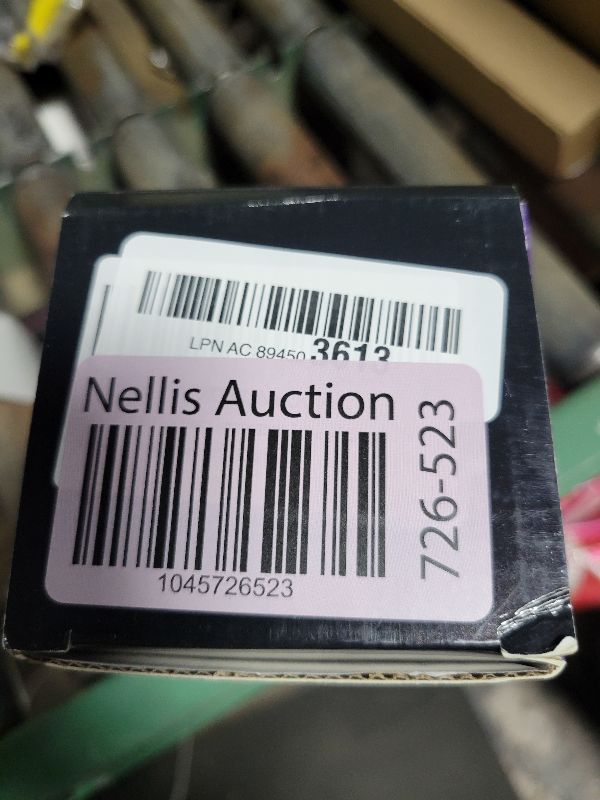 LPN AC 89450 3613
Nellis Auction
726-523
1045726523